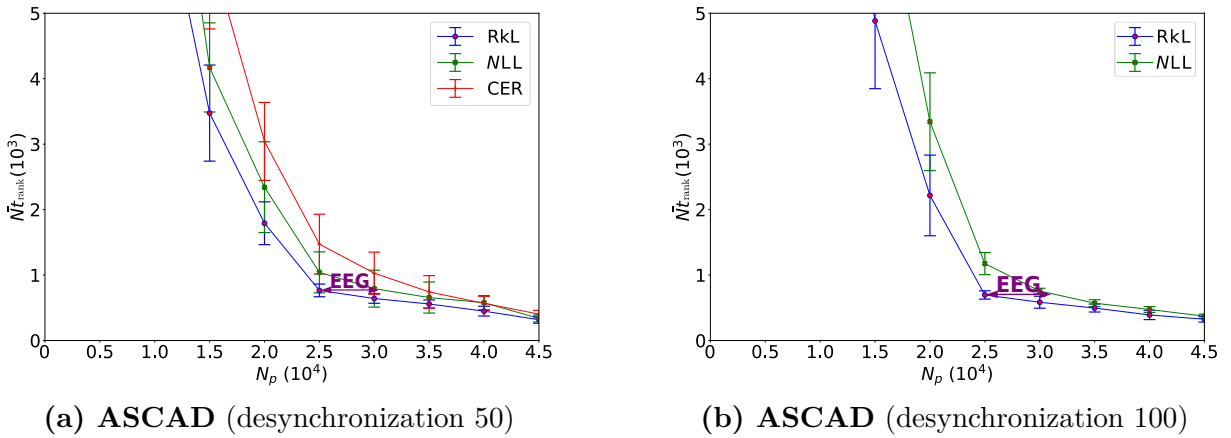 5
4
3
2
1
0
N̄t_rank(10³)
RkL
NLL
CER
EEG
0 0.5 1.0 1.5 2.0 2.5 3.0 3.5 4.0 4.5
N_p (10⁴)
(a) ASCAD (desynchronization 50)
5
4
3
2
1
0
N̄t_rank(10³)
RkL
NLL
EEG
0 0.5 1.0 1.5 2.0 2.5 3.0 3.5 4.0 4.5
N_p (10⁴)
(b) ASCAD (desynchronization 100)